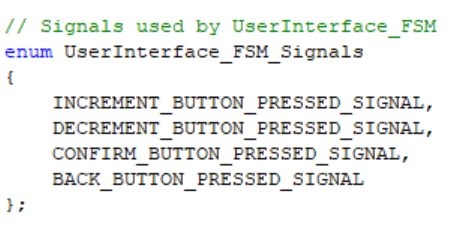 // Signals used by UserInterface_FSM
enum UserInterface_FSM_Signals
{
    INCREMENT_BUTTON_PRESSED_SIGNAL,
    DECREMENT_BUTTON_PRESSED_SIGNAL,
    CONFIRM_BUTTON_PRESSED_SIGNAL,
    BACK_BUTTON_PRESSED_SIGNAL
};